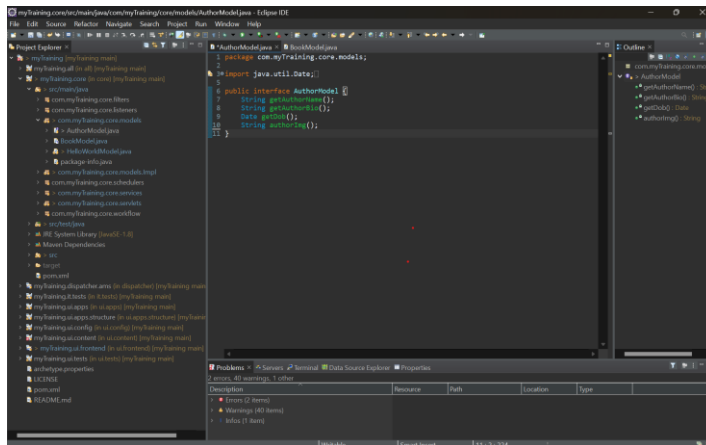 myTraining.core/src/main/java/com/myTraining/core/models/AuthorModel.java - Eclipse IDE
File Edit Source Refactor Navigate Search Project Run Window Help
Project Explorer
> myTraining [myTraining main]
myTraining.all (in all) [myTraining main]
> myTraining.core (in core) [myTraining main]
> src/main/java
com.myTraining.core.filters
com.myTraining.core.listeners
> com.myTraining.core.models
> AuthorModel.java
BookModel.java
> HelloWorldModel.java
package-info.java
com.myTraining.core.models.Impl
com.myTraining.core.schedulers
com.myTraining.core.services
com.myTraining.core.servlets
com.myTraining.core.workflow
> src/test/java
JRE System Library [JavaSE-1.8]
Maven Dependencies
> src
target
pom.xml
myTraining.dispatcher.ams (in dispatcher) [myTraining main]
myTraining.it.tests (in it.tests) [myTraining main]
myTraining.ui.apps (in ui.apps) [myTraining main]
myTraining.ui.apps.structure (in ui.apps.structure) [myTraining
myTraining.ui.config (in ui.config) [myTraining main]
myTraining.ui.content (in ui.content) [myTraining main]
> myTraining.ui.frontend (in ui.frontend) [myTraining main]
myTraining.ui.tests (in ui.tests) [myTraining main]
archetype.properties
LICENSE
pom.xml
README.md
*AuthorModel.java BookModel.java
1 package com.myTraining.core.models;
2
3 import java.util.Date;
5
6 public interface AuthorModel {
7 String getAuthorName();
8 String getAuthorBio();
9 Date getDob();
10 String authorImg();
11 }
Outline
com.myTraining.core.mo
> AuthorModel
getAuthorName() : St
getAuthorBio() : Strin
getDob() : Date
authorImg() : String
Problems Servers Terminal Data Source Explorer Properties
2 errors, 40 warnings, 1 other
Description Resource Path Location Type
Errors (2 items)
Warnings (40 items)
Infos (1 item)
Writable Smart Insert 11 : 2 : 224